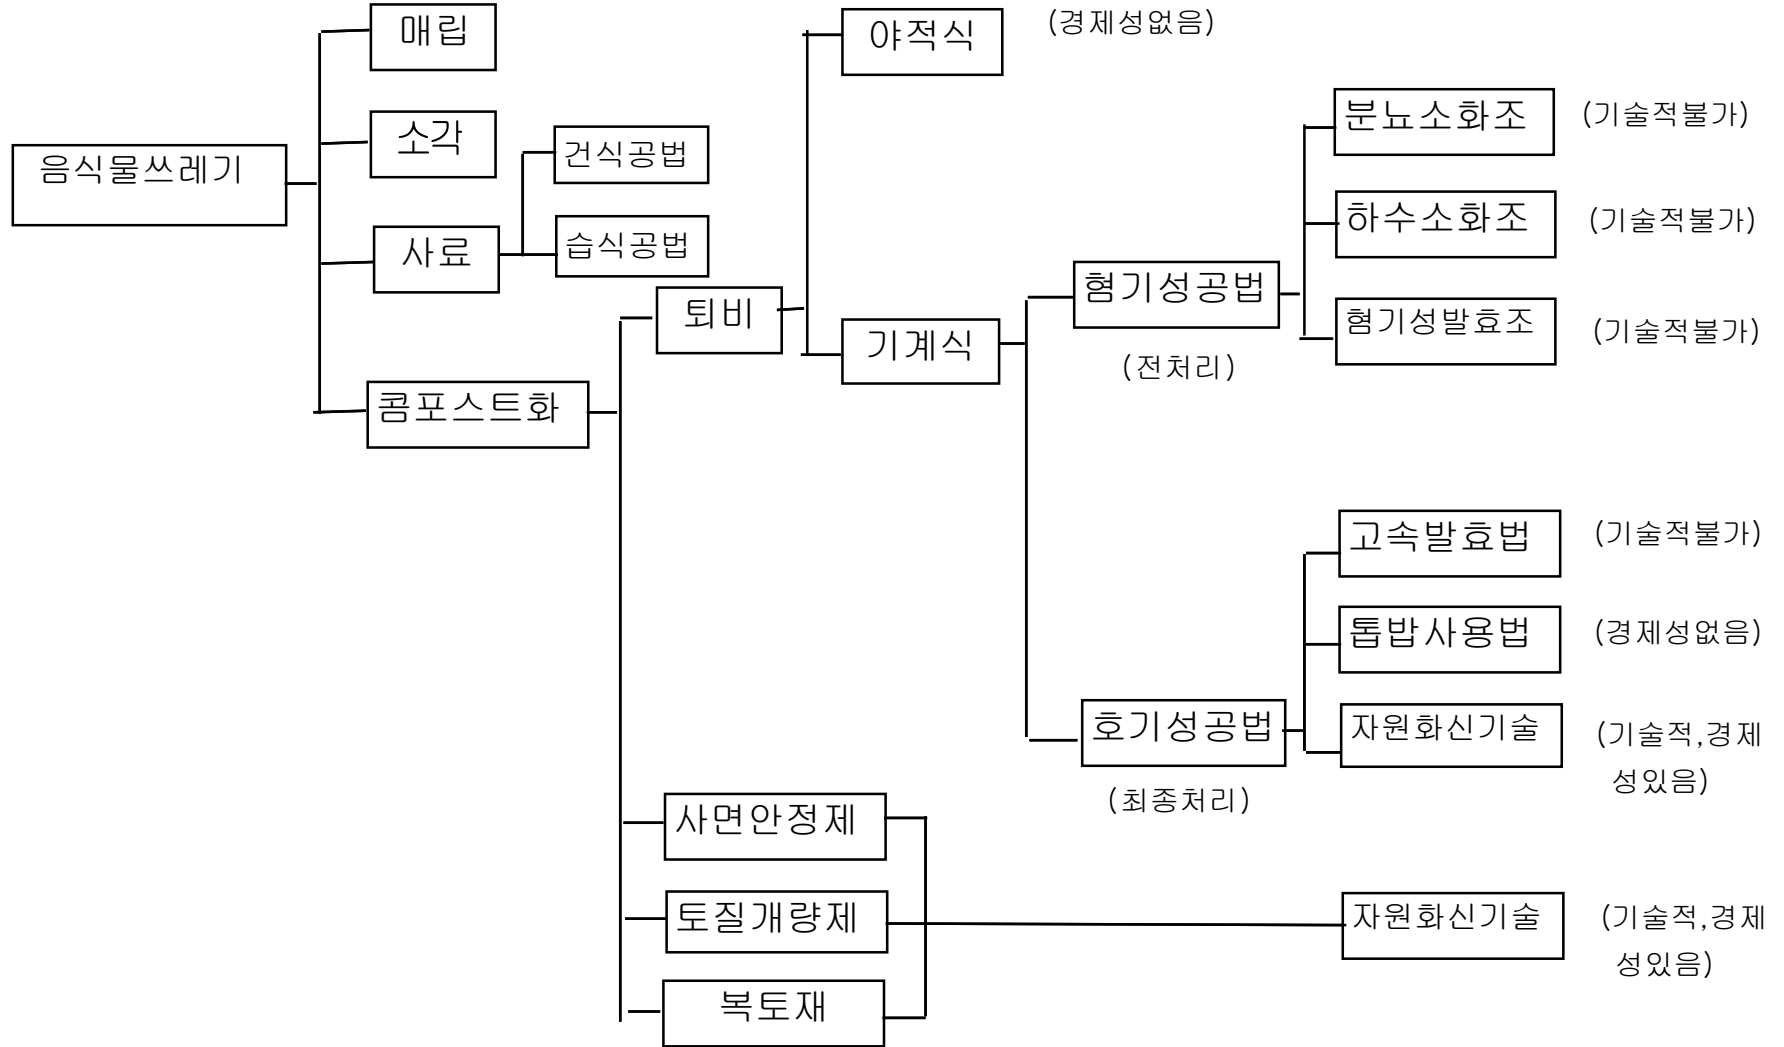 음식물쓰레기
매립
소각
사료
콤포스트화
건식공법
습식공법
퇴비
사면안정제
토질개량제
복토재
야적식
(경제성없음)
기계식
혐기성공법
(전처리)
호기성공법
(최종처리)
분뇨소화조
(기술적불가)
하수소화조
(기술적불가)
혐기성발효조
(기술적불가)
고속발효법
(기술적불가)
톱밥사용법
(경제성없음)
자원화신기술
(기술적,경제
성있음)
자원화신기술
(기술적,경제
성있음)